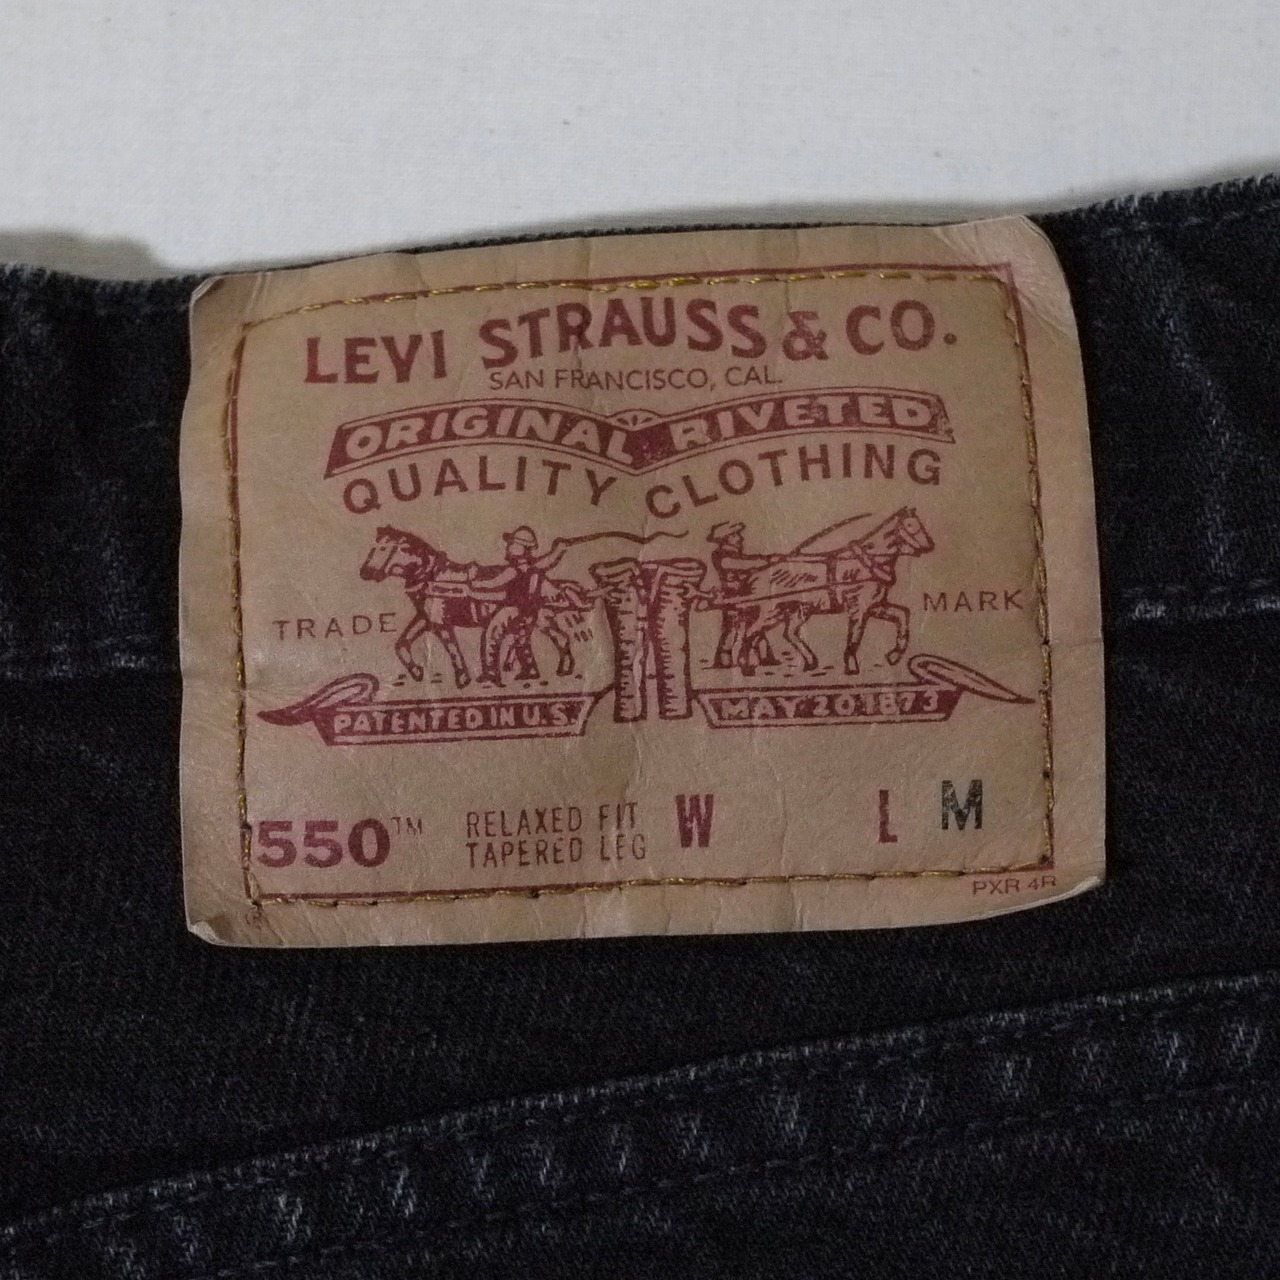 LEVI STRAUSS & CO.
SAN FRANCISCO, CAL.
ORIGINAL RIVETED
QUALITY CLOTHING
TRADE MARK
PATENTED IN U.S. MAY 20 1873
550™ RELAXED FIT W L M
TAPERED LEG
PXR 4R
®